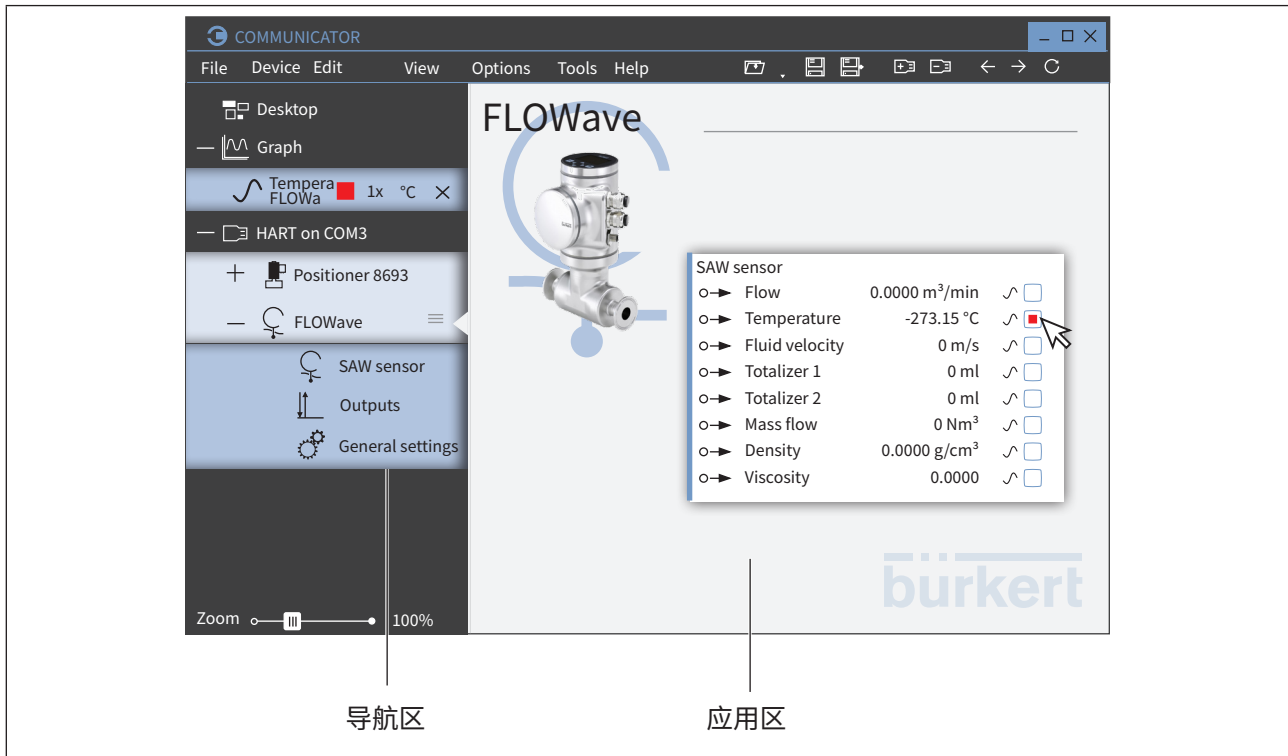 COMMUNICATOR
File Device Edit View Options Tools Help
Desktop
Graph
Tempera
FLOWa
1x °C
HART on COM3
Positioner 8693
FLOWave
SAW sensor
Outputs
General settings
Zoom 100%
FLOWave
SAW sensor
Flow 0.0000 m³/min
Temperature -273.15 °C
Fluid velocity 0 m/s
Totalizer 1 0 ml
Totalizer 2 0 ml
Mass flow 0 Nm³
Density 0.0000 g/cm³
Viscosity 0.0000
bürkert
导航区
应用区